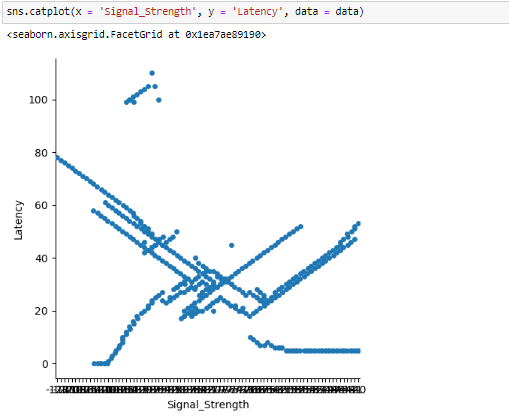 sns.catplot(x = 'Signal_Strength', y = 'Latency', data = data)
<seaborn.axisgrid.FacetGrid at 0x1ea7ae89190>
100
80
60
40
20
0
Latency
Signal_Strength